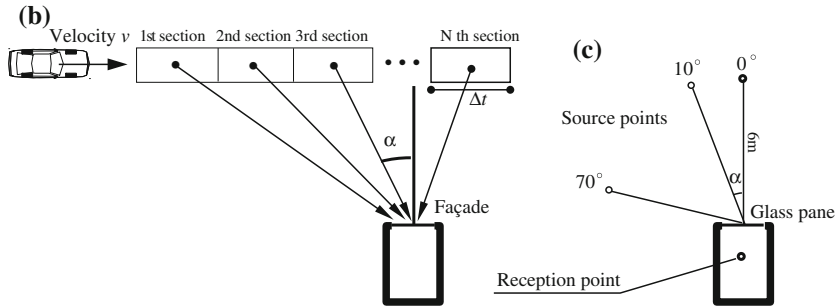 (b)
Velocity v
1st section
2nd section
3rd section
N th section
Δt
α
Façade
(c)
10°
0°
Source points
6m
α
70°
Glass pane
Reception point